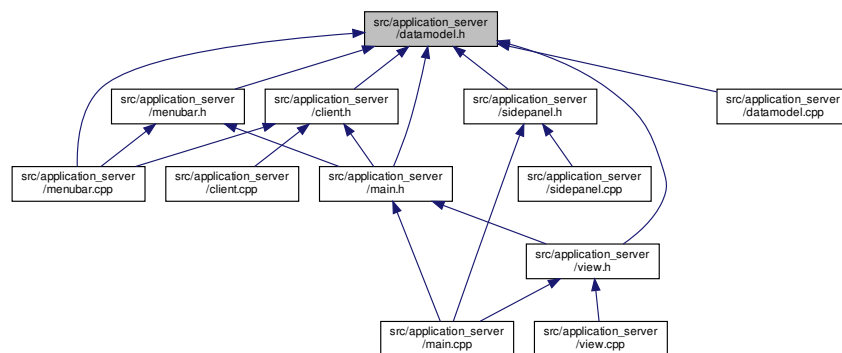 src/application_server
/datamodel.h
src/application_server
/menubar.h
src/application_server
/client.h
src/application_server
/sidepanel.h
src/application_server
/datamodel.cpp
src/application_server
/menubar.cpp
src/application_server
/client.cpp
src/application_server
/main.h
src/application_server
/sidepanel.cpp
src/application_server
/view.h
src/application_server
/main.cpp
src/application_server
/view.cpp